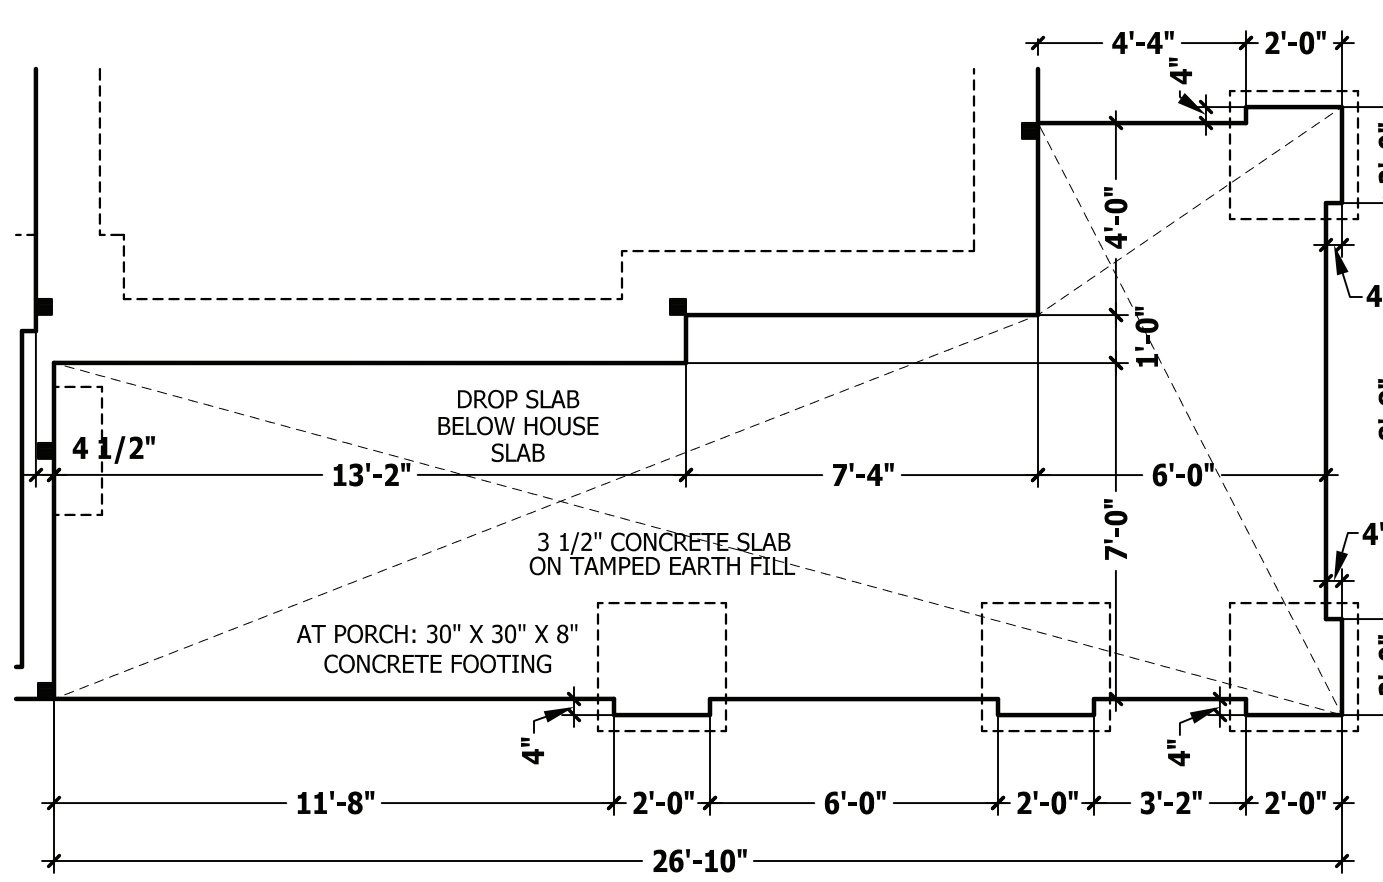 4'-4" 2'-0"
4"
4'-0"
4
1'-0"
DROP SLAB
BELOW HOUSE
SLAB
4 1/2"
13'-2" 7'-4" 6'-0"
7'-0"
3 1/2" CONCRETE SLAB
ON TAMPED EARTH FILL
4"
AT PORCH: 30" X 30" X 8"
CONCRETE FOOTING
4" 4"
11'-8" 2'-0" 6'-0" 2'-0" 3'-2" 2'-0"
26'-10"